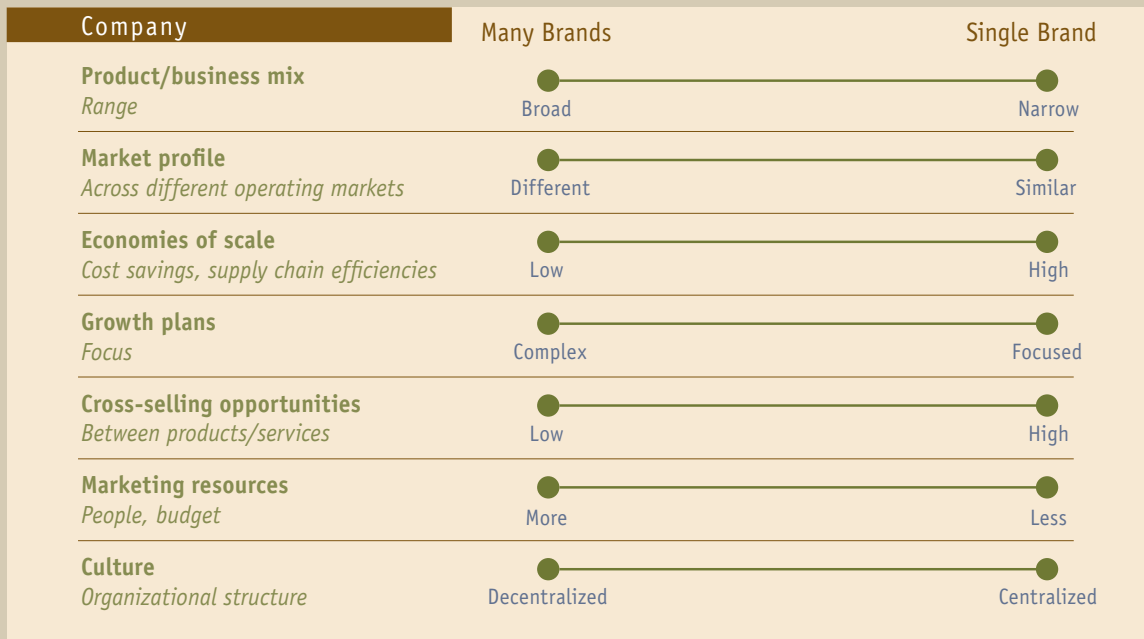 Company
Many Brands
Single Brand
Product/business mix
Range
Broad
Narrow
Market profile
Across different operating markets
Different
Similar
Economies of scale
Cost savings, supply chain efficiencies
Low
High
Growth plans
Focus
Complex
Focused
Cross-selling opportunities
Between products/services
Low
High
Marketing resources
People, budget
More
Less
Culture
Organizational structure
Decentralized
Centralized